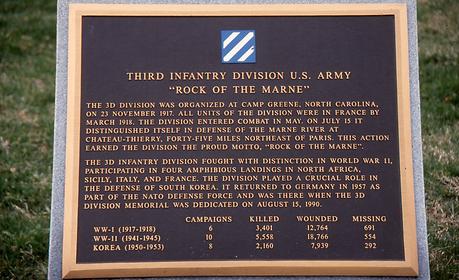 THIRD INFANTRY DIVISION U.S. ARMY
"ROCK OF THE MARNE"
THE 3D DIVISION WAS ORGANIZED AT CAMP GREENE, NORTH CAROLINA,
ON 23 NOVEMBER 1917. ALL UNITS OF THE DIVISION WERE IN FRANCE BY
MARCH 1918. THE DIVISION ENTERED COMBAT IN MAY. ON JULY 15 IT
DISTINGUISHED ITSELF IN DEFENSE OF THE MARNE RIVER AT
CHATEAU-THIERRY, FORTY-FIVE MILES NORTHEAST OF PARIS. THIS ACTION
EARNED THE DIVISION THE PROUD MOTTO, "ROCK OF THE MARNE".
THE 3D INFANTRY DIVISION FOUGHT WITH DISTINCTION IN WORLD WAR II,
PARTICIPATING IN FOUR AMPHIBIOUS LANDINGS IN NORTH AFRICA,
SICILY, ITALY, AND FRANCE. THE DIVISION PLAYED A CRUCIAL ROLE IN
THE DEFENSE OF SOUTH KOREA. IT RETURNED TO GERMANY IN 1957 AS
PART OF THE NATO DEFENSE FORCE AND WAS THERE WHEN THE 3D
DIVISION MEMORIAL WAS DEDICATED ON AUGUST 15, 1990.
CAMPAIGNS KILLED WOUNDED MISSING
WW-I (1917-1918) 6 3,401 12,764 691
WW-II (1941-1945) 10 5,558 18,766 554
KOREA (1950-1953) 8 2,160 7,939 292